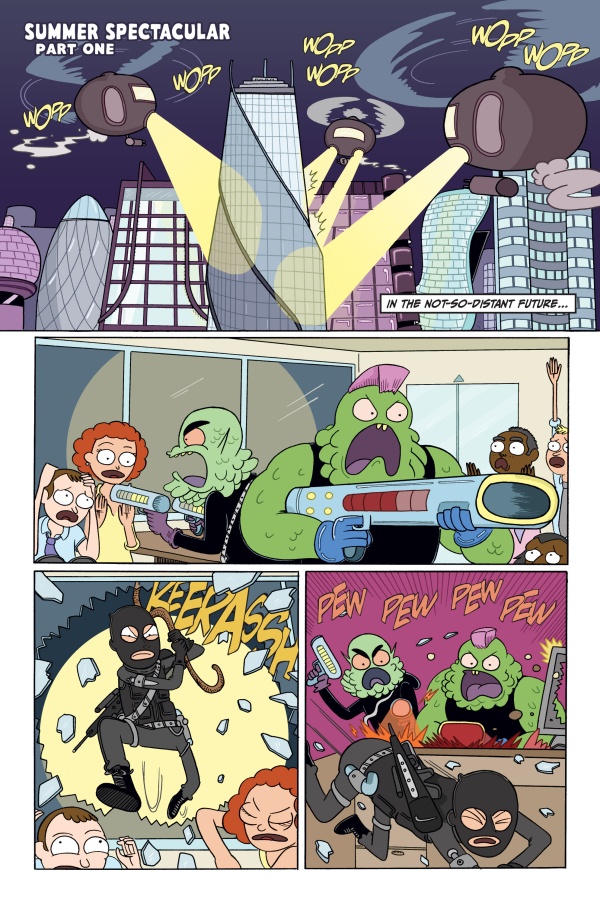 SUMMER SPECTACULAR
PART ONE
WOPP
WOPP
WOPP
WOPP
WOPP
WOPP
IN THE NOT-SO-DISTANT FUTURE...
KEEKASSH
PEW PEW PEW PEW